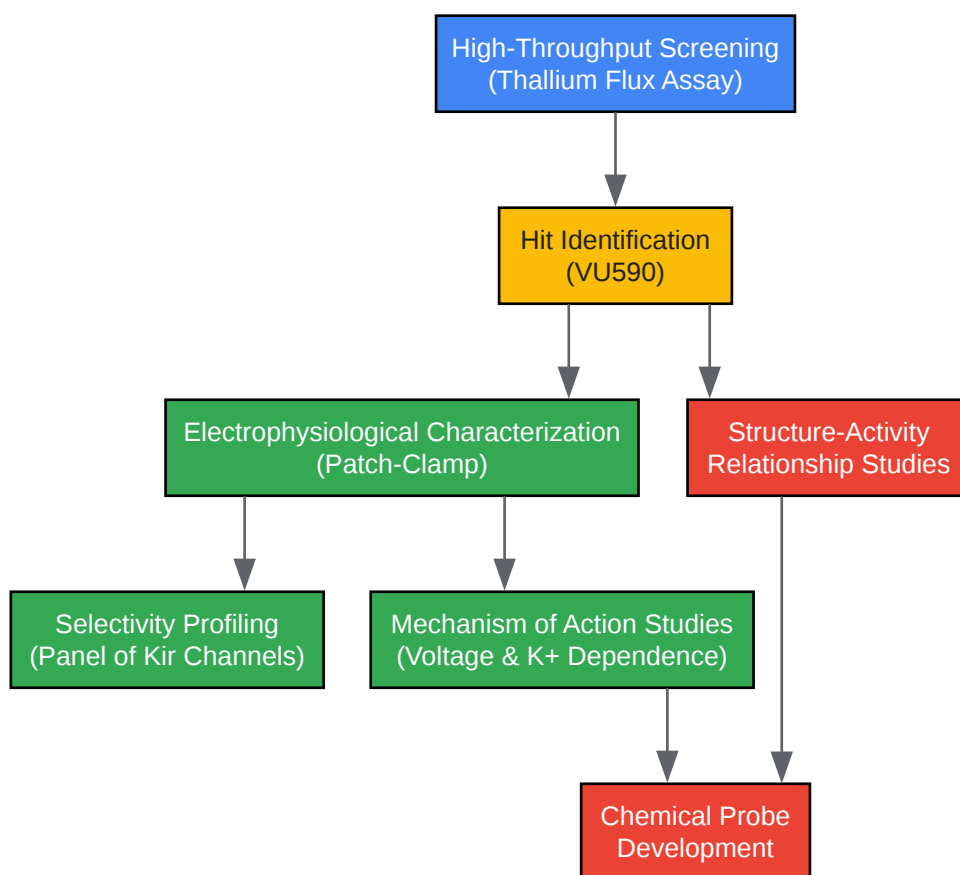 High-Throughput Screening
(Thallium Flux Assay)
Hit Identification
(VU590)
Electrophysiological Characterization
(Patch-Clamp)
Structure-Activity
Relationship Studies
Selectivity Profiling
(Panel of Kir Channels)
Mechanism of Action Studies
(Voltage & K+ Dependence)
Chemical Probe
Development